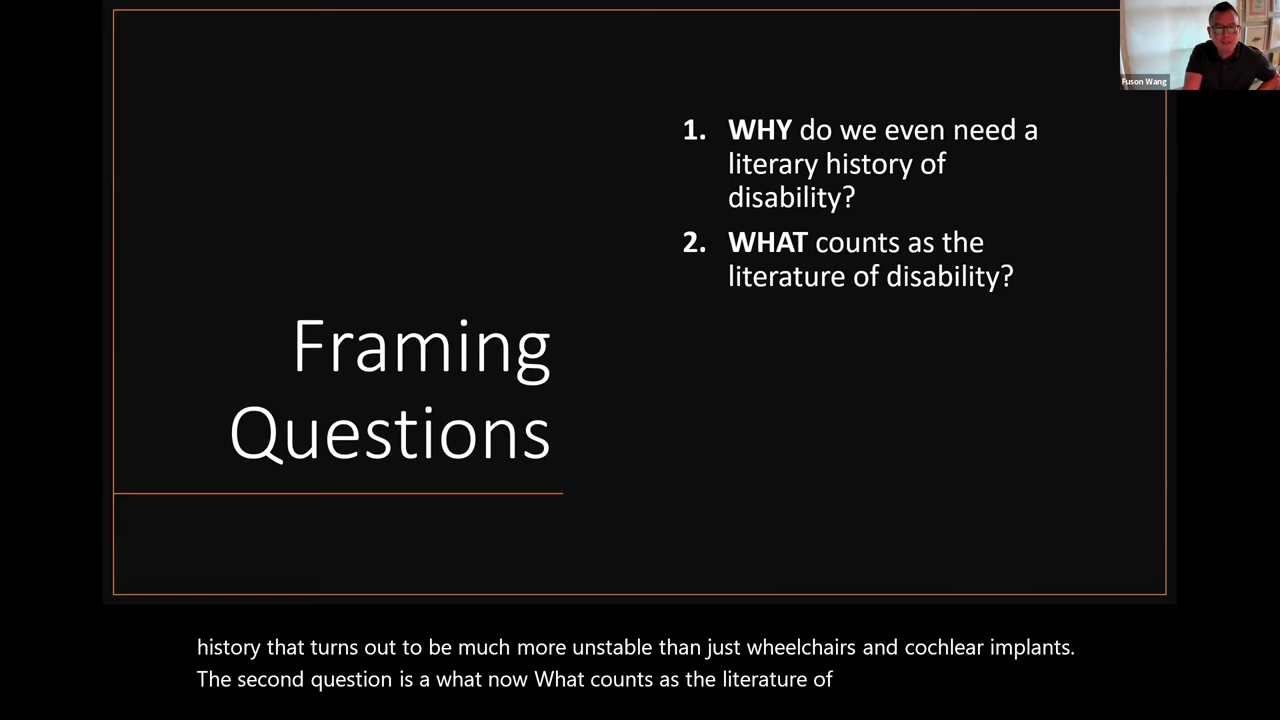 Fuson Wang
1. WHY do we even need a
literary history of
disability?
2. WHAT counts as the
literature of disability?
Framing
Questions
history that turns out to be much more unstable than just wheelchairs and cochlear implants.
The second question is a what now What counts as the literature of